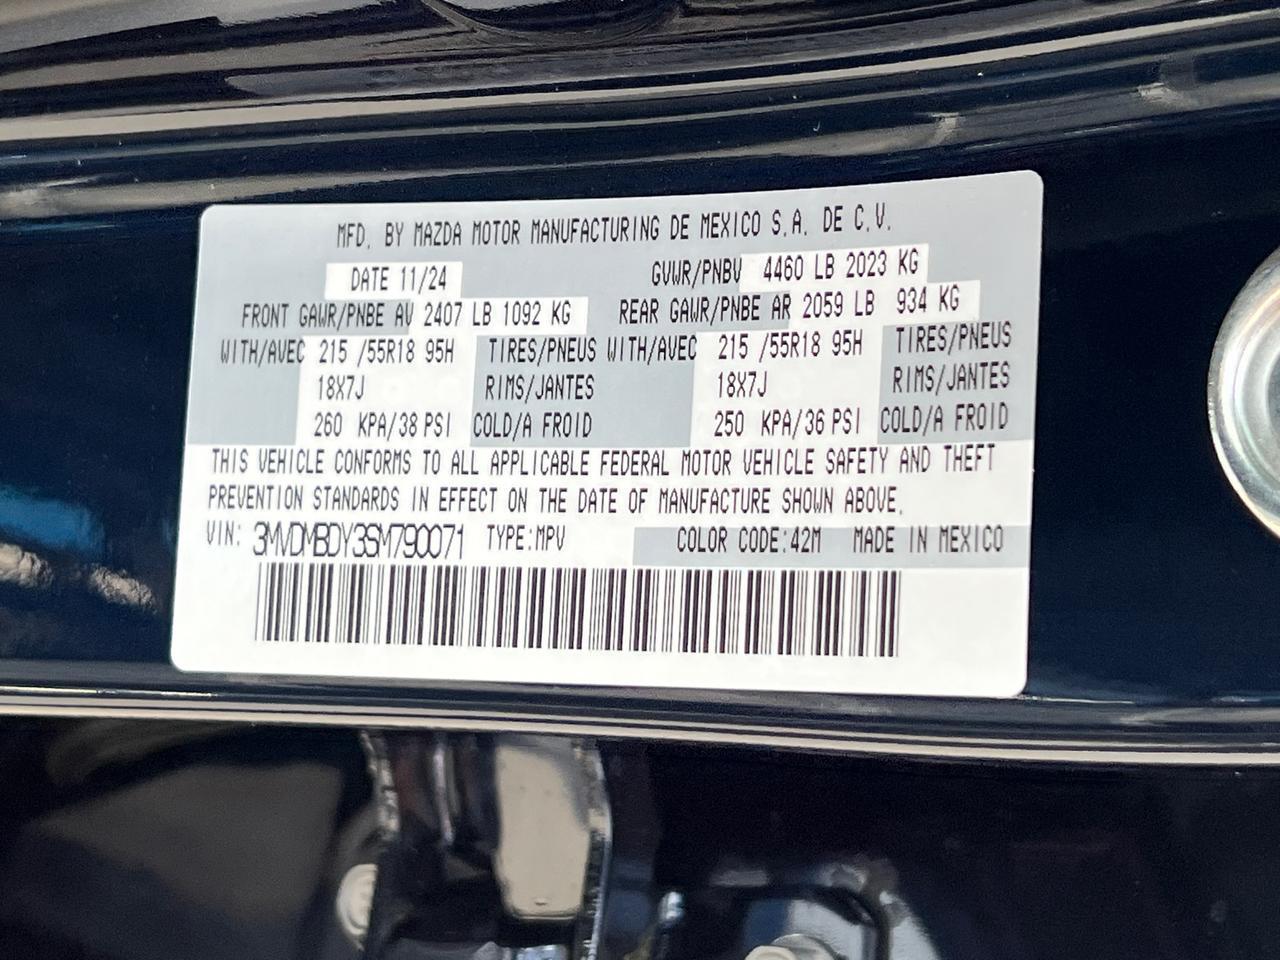 MFD. BY MAZDA MOTOR MANUFACTURING DE MEXICO S.A. DE C.V.
DATE 11/24 GVWR/PNBV 4460 LB 2023 KG
FRONT GAWR/PNBE AV 2407 LB 1092 KG REAR GAWR/PNBE AR 2059 LB 934 KG
WITH/AVEC 215 /55R18 95H TIRES/PNEUS WITH/AVEC 215 /55R18 95H TIRES/PNEUS
18X7J RIMS/JANTES 18X7J RIMS/JANTES
260 KPA/38 PSI COLD/A FROID 250 KPA/36 PSI COLD/A FROID
THIS VEHICLE CONFORMS TO ALL APPLICABLE FEDERAL MOTOR VEHICLE SAFETY AND THEFT
PREVENTION STANDARDS IN EFFECT ON THE DATE OF MANUFACTURE SHOWN ABOVE.
VIN: 3MVDMBDY3SM790071 TYPE:MPV COLOR CODE:42M MADE IN MEXICO